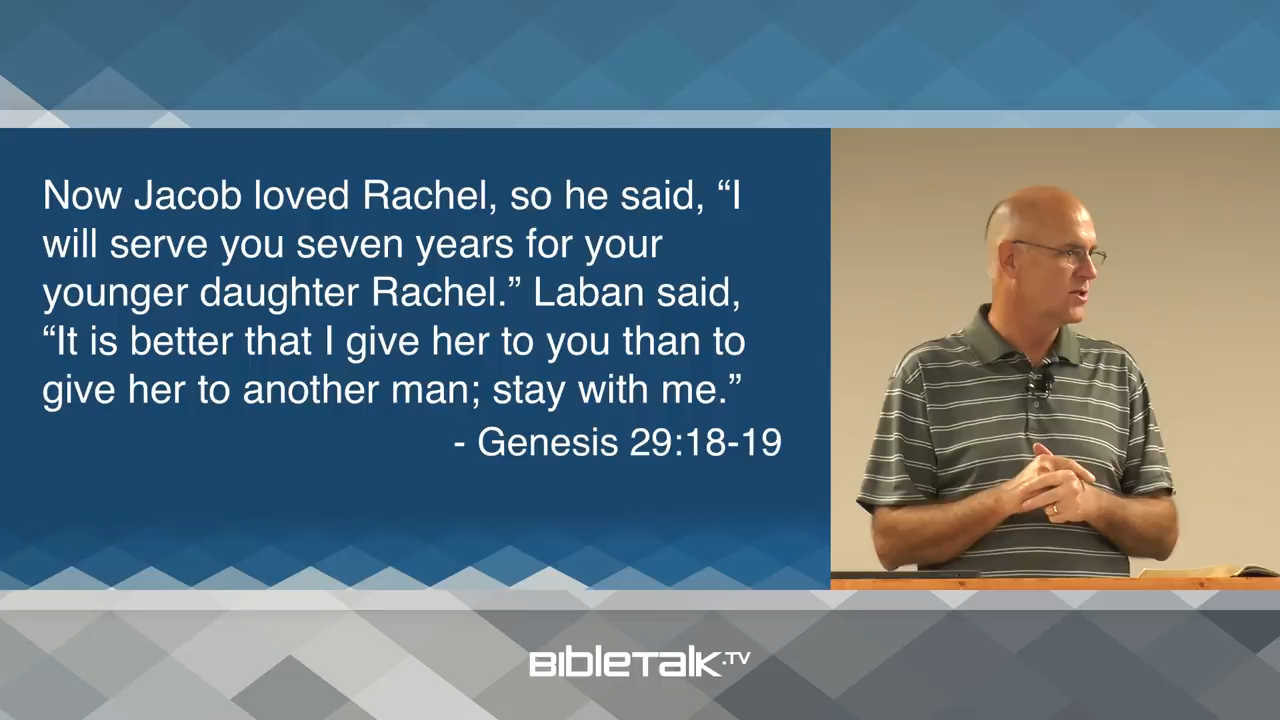 Now Jacob loved Rachel, so he said, “I
will serve you seven years for your
younger daughter Rachel.” Laban said,
“It is better that I give her to you than to
give her to another man; stay with me.”
- Genesis 29:18-19
BIBLETALK.TV